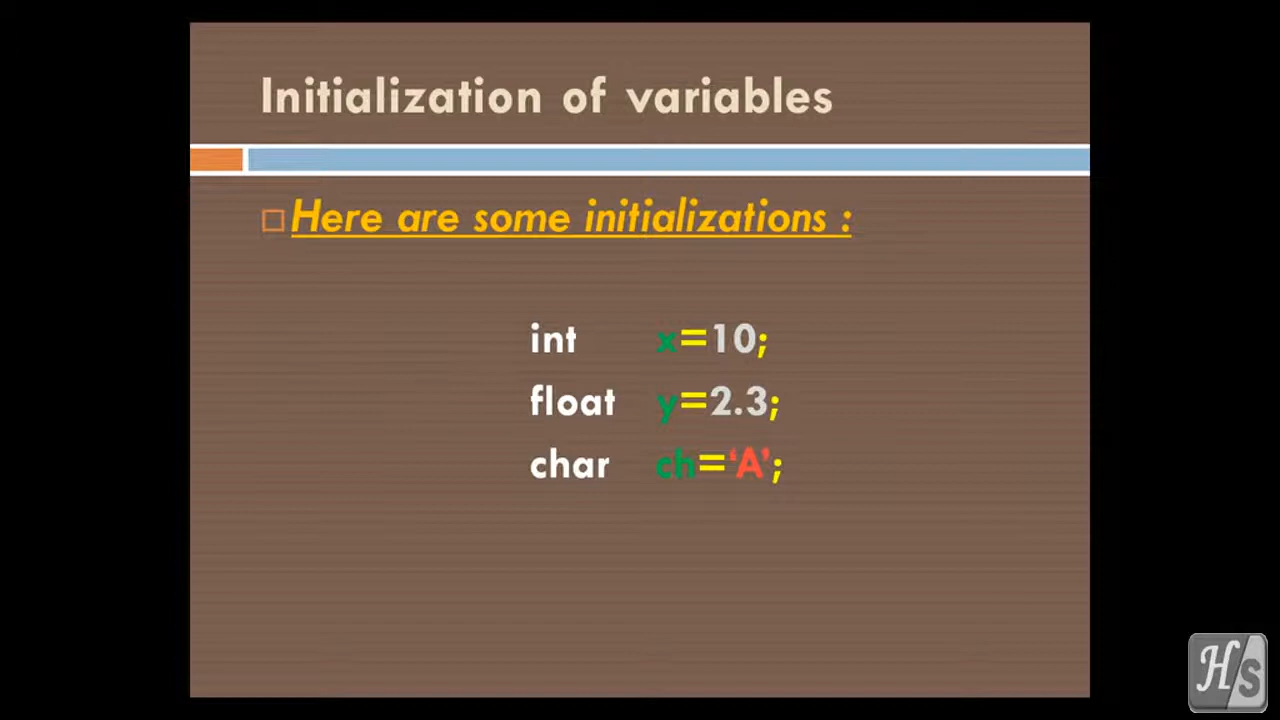 Initialization of variables
Here are some initializations :
int x=10;
float y=2.3;
char ch=‘A’;
Hs